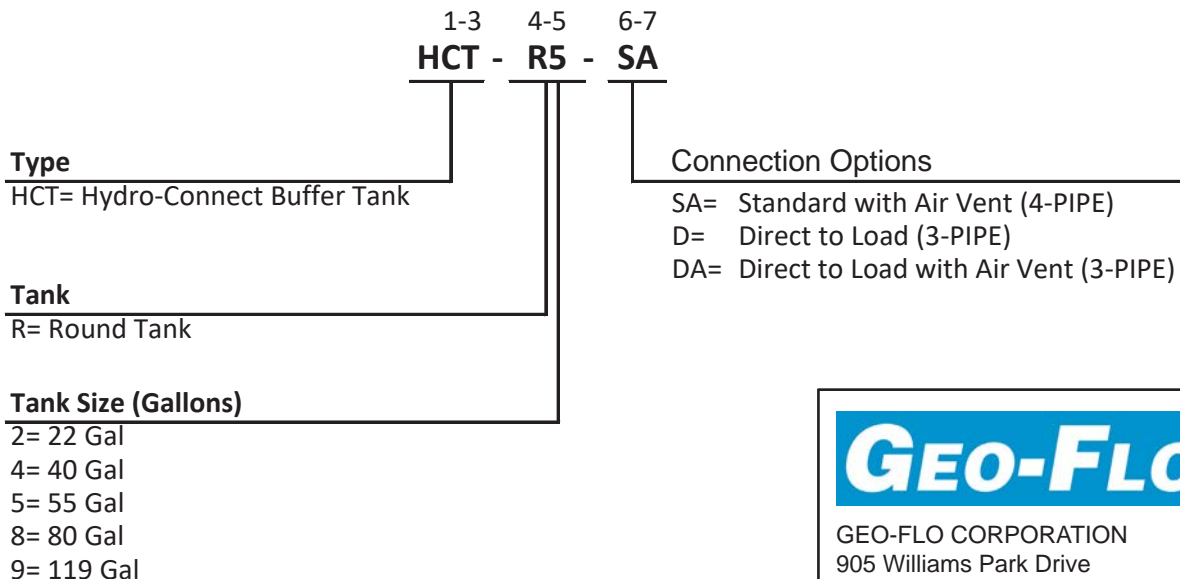 1-3 4-5 6-7
HCT - R5 - SA
Type
HCT= Hydro-Connect Buffer Tank
Tank
R= Round Tank
Tank Size (Gallons)
2= 22 Gal
4= 40 Gal
5= 55 Gal
8= 80 Gal
9= 119 Gal
Connection Options
SA= Standard with Air Vent (4-PIPE)
D= Direct to Load (3-PIPE)
DA= Direct to Load with Air Vent (3-PIPE)
GEO-FLO
GEO-FLO CORPORATION
905 Williams Park Drive